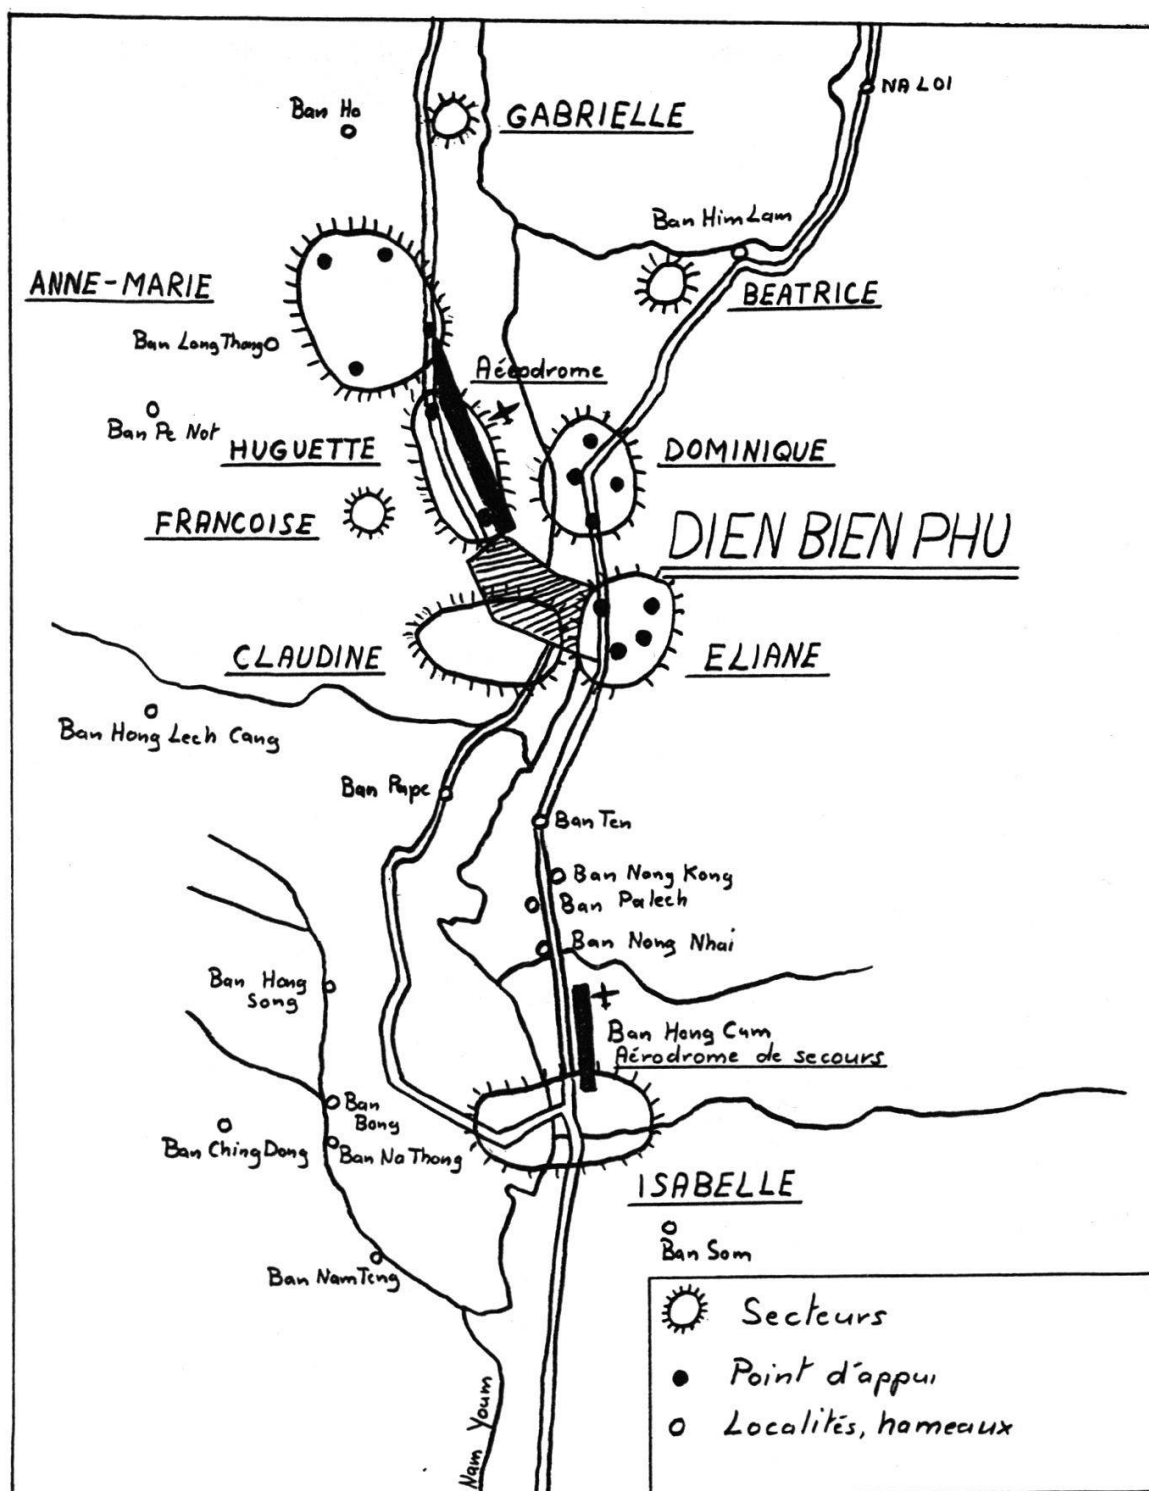 NA LOI
Ban Ho
GABRIELLE
Ban Him Lam
ANNE-MARIE
BEATRICE
Ban Long Thong
Aérodrome
Ban Pe Not
HUGUETTE
DOMINIQUE
FRANCOISE
DIEN BIEN PHU
CLAUDINE
ELIANE
Ban Hong Lech Cang
Ban Pape
Ban Ten
Ban Nong Kong
Ban Palech
Ban Nong Nhai
Ban Hong
Song
Ban Hong Cum
Aérodrome de secours
Ban
Bong
Ban Ching Dong
Ban Na Thong
ISABELLE
Ban Som
Ban Nam Teng
Nam Youm
Secteurs
Point d'appui
Localités, hameaux